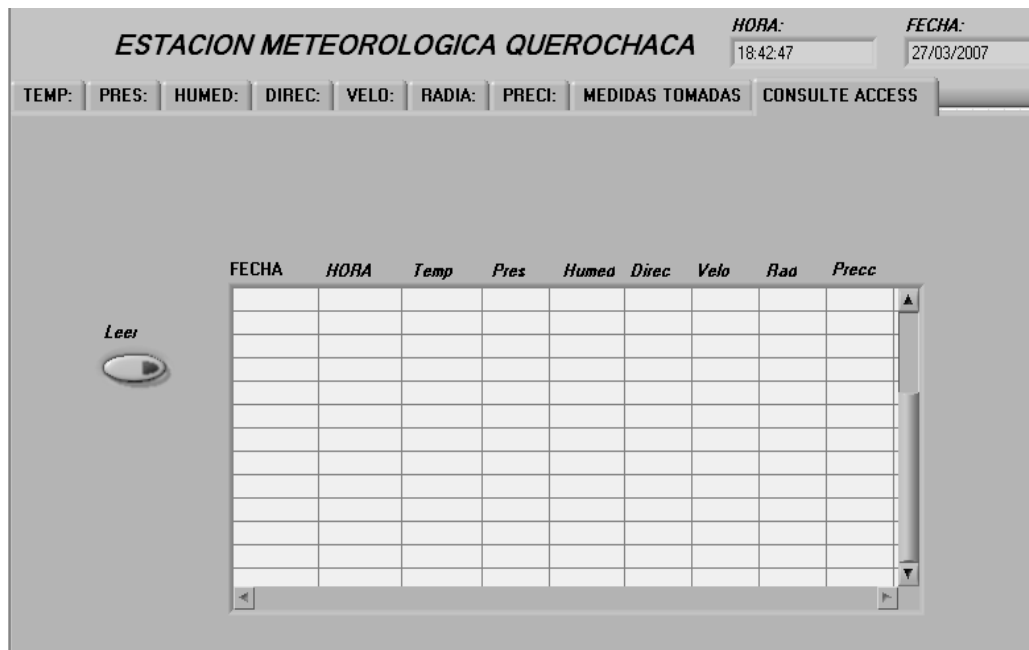 ESTACION METEOROLOGICA QUEROCHACA
HORA:
18:42:47
FECHA:
27/03/2007
TEMP: PRES: HUMED: DIREC: VELO: RADIA: PRECI: MEDIDAS TOMADAS CONSULTE ACCESS
FECHA HORA Temp Pres Humed Direc Velo Rad Precc
Leer